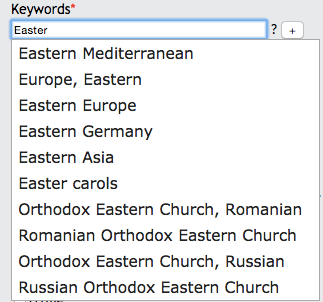 Keywords*
Easter ? +
Eastern Mediterranean
Europe, Eastern
Eastern Europe
Eastern Germany
Eastern Asia
Easter carols
Orthodox Eastern Church, Romanian
Romanian Orthodox Eastern Church
Orthodox Eastern Church, Russian
Russian Orthodox Eastern Church